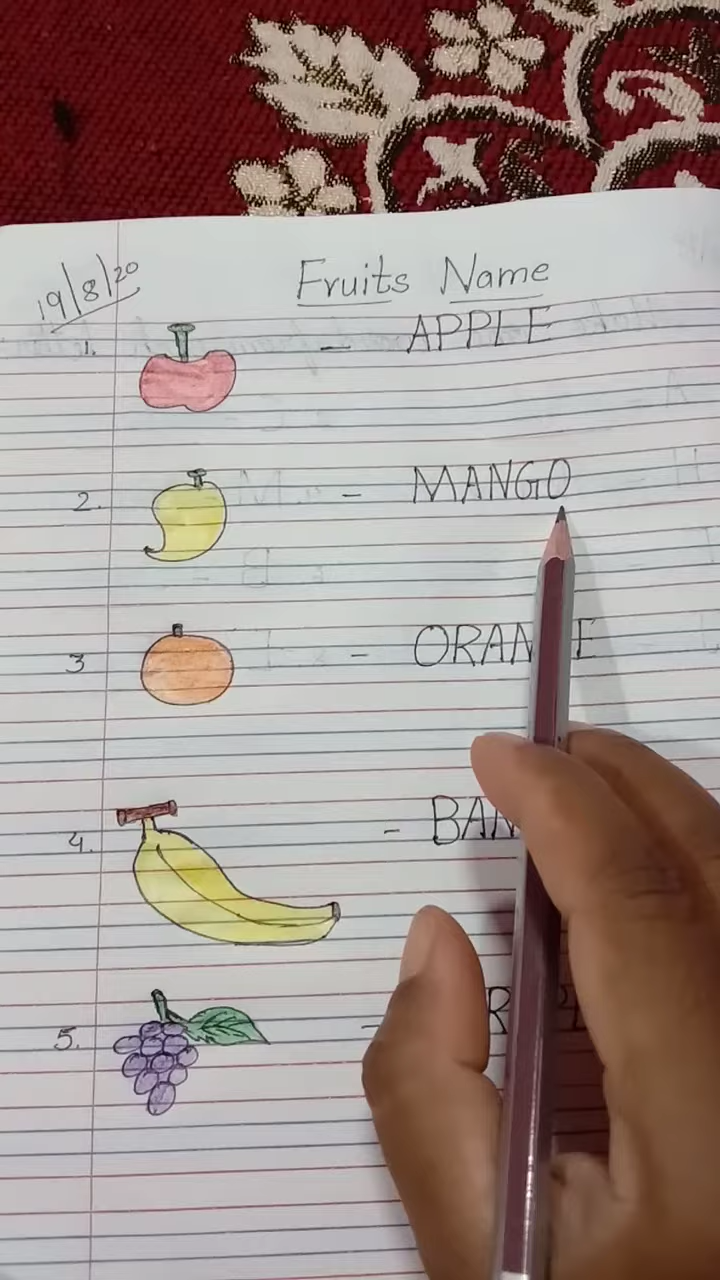 19/8/20
Fruits Name
1. - APPLE
2. - MANGO
3 -
4. -
5. -